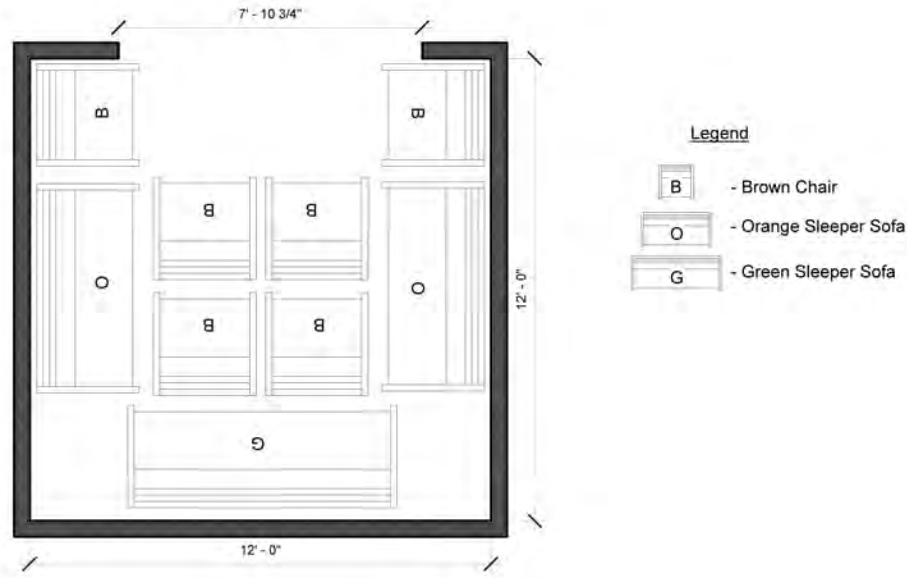 7' - 10 3/4"
B
B
Legend
B - Brown Chair
O - Orange Sleeper Sofa
G - Green Sleeper Sofa
B
B
O
O
12' - 0"
B
B
G
12' - 0"